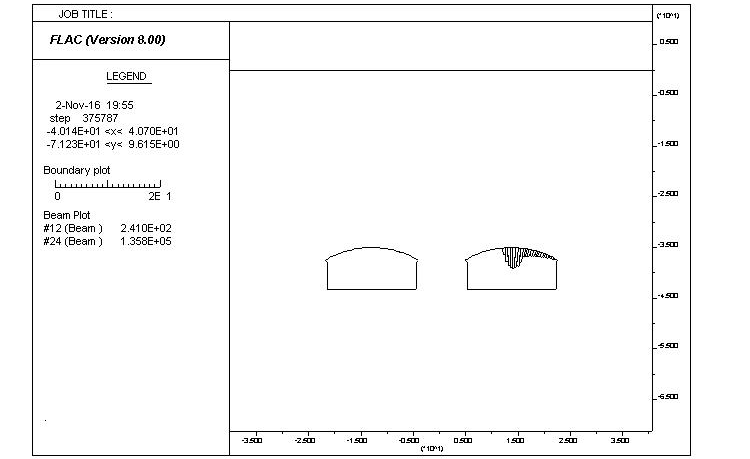 JOB TITLE :
FLAC (Version 8.00)
LEGEND
2-Nov-16 19:55
step 375787
-4.014E+01 <x< 4.070E+01
-7.123E+01 <y< 9.615E+00
Boundary plot
0 2E 1
Beam Plot
#12 (Beam ) 2.410E+02
#24 (Beam ) 1.358E+05
(*10^1)
0.500
-0.500
-1.500
-2.500
-3.500
-4.500
-5.500
-6.500
-3.500 -2.500 -1.500 -0.500 0.500 1.500 2.500 3.500
(*10^1)